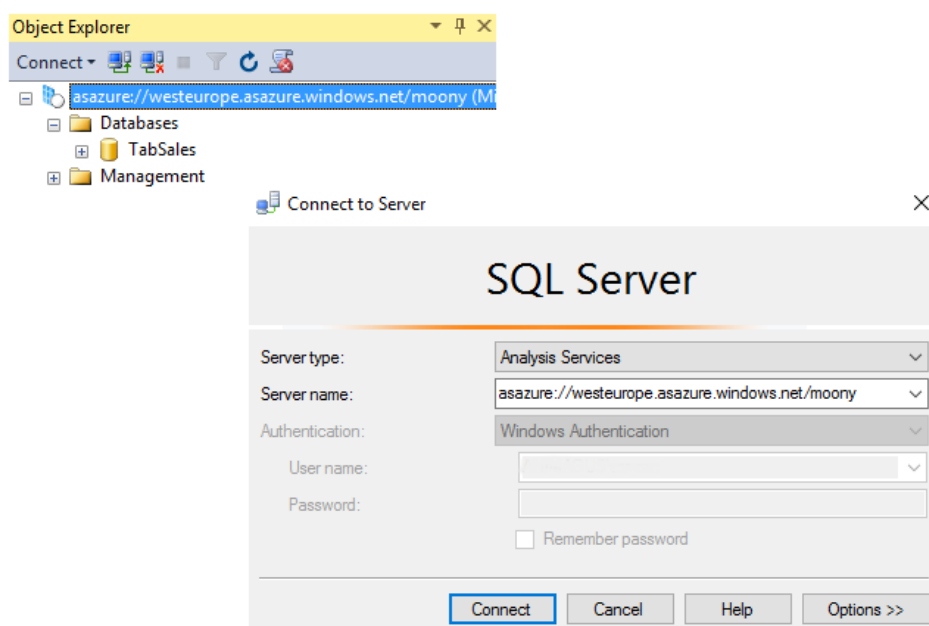 Object Explorer
Connect
asazure://westeurope.asazure.windows.net/moony (Mi
Databases
TabSales
Management
Connect to Server
SQL Server
Server type:
Analysis Services
Server name:
asazure://westeurope.asazure.windows.net/moony
Authentication:
Windows Authentication
User name:
Password:
Remember password
Connect
Cancel
Help
Options >>